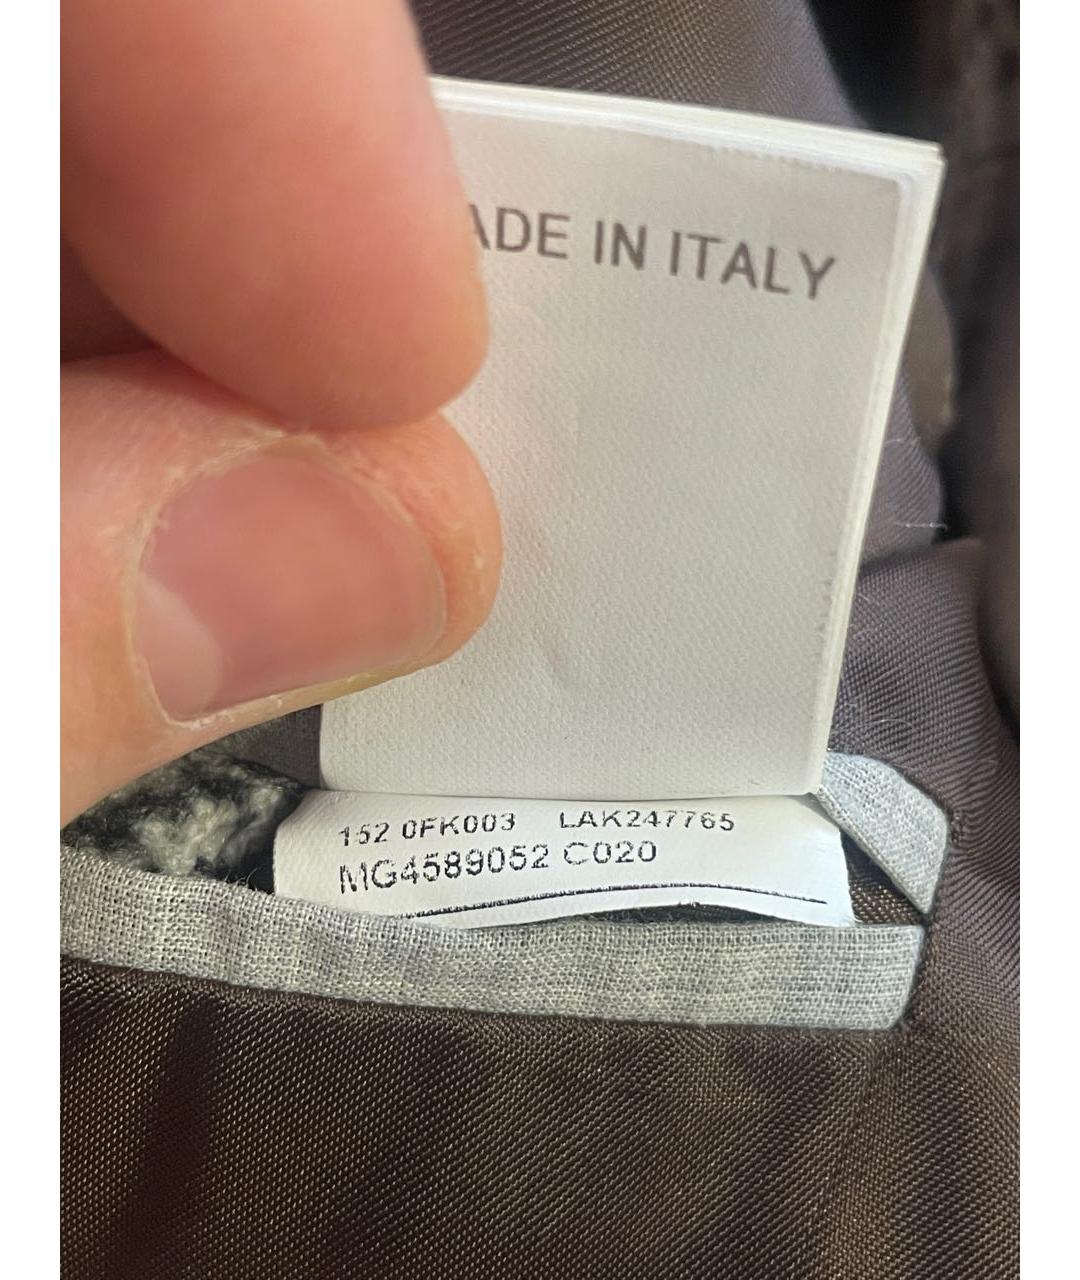 ADE IN ITALY
152 0FK003 LAK247765
MG4589052 C020